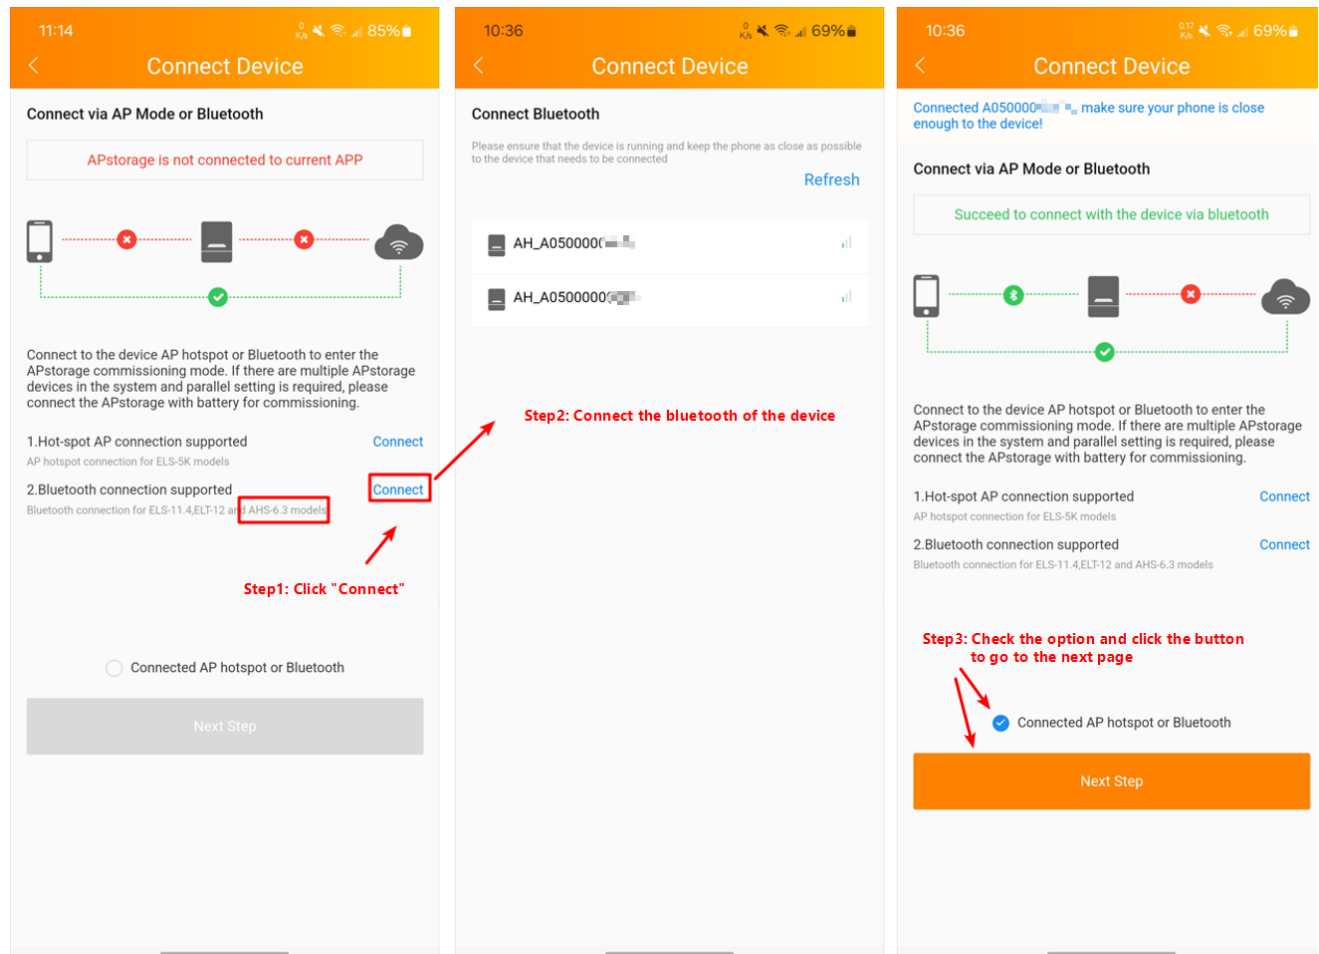 11:14
0
K/s
85%
Connect Device
Connect via AP Mode or Bluetooth
APstorage is not connected to current APP
Connect to the device AP hotspot or Bluetooth to enter the
APstorage commissioning mode. If there are multiple APstorage
devices in the system and parallel setting is required, please
connect the APstorage with battery for commissioning.
1.Hot-spot AP connection supported Connect
AP hotspot connection for ELS-5K models
2.Bluetooth connection supported Connect
Bluetooth connection for ELS-11.4,ELT-12 and AHS-6.3 models
Step1: Click "Connect"
Connected AP hotspot or Bluetooth
Next Step
10:36
0
K/s
69%
Connect Device
Connect Bluetooth
Please ensure that the device is running and keep the phone as close as possible
to the device that needs to be connected
Refresh
AH_A050000
AH_A0500000
Step2: Connect the bluetooth of the device
10:36
0.17
K/s
69%
Connect Device
Connected A050000 make sure your phone is close
enough to the device!
Connect via AP Mode or Bluetooth
Succeed to connect with the device via bluetooth
Connect to the device AP hotspot or Bluetooth to enter the
APstorage commissioning mode. If there are multiple APstorage
devices in the system and parallel setting is required, please
connect the APstorage with battery for commissioning.
1.Hot-spot AP connection supported Connect
AP hotspot connection for ELS-5K models
2.Bluetooth connection supported Connect
Bluetooth connection for ELS-11.4,ELT-12 and AHS-6.3 models
Step3: Check the option and click the button
to go to the next page
Connected AP hotspot or Bluetooth
Next Step